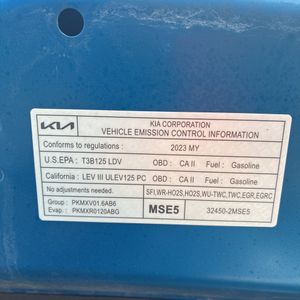 KIA
KIA CORPORATION
VEHICLE EMISSION CONTROL INFORMATION
Conforms to regulations : 2023 MY
U.S.EPA : T3B125 LDV OBD : CA II Fuel : Gasoline
California : LEV III ULEV125 PC OBD : CA II Fuel : Gasoline
No adjustments needed. SFI,WR-HO2S,HO2S,WU-TWC,TWC,EGR,EGRC
Group : PKMXV01.6AB6
Evap. : PKMXR0120ABG MSE5 32450-2MSE5